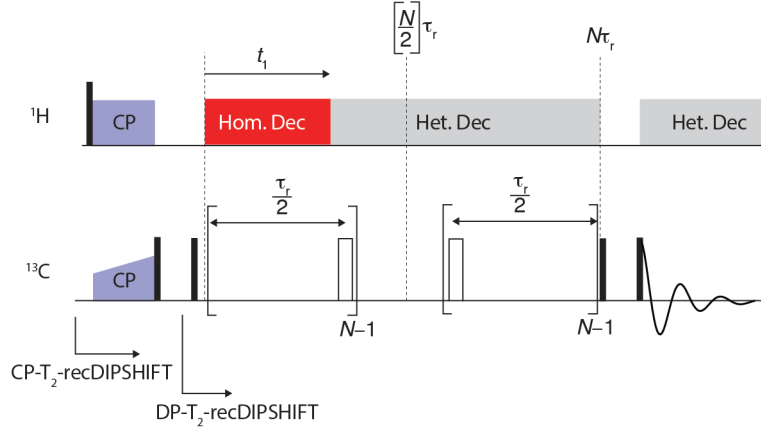 [N/2] τr
Nτr
t1
1H
CP
Hom. Dec
Het. Dec
Het. Dec
τr/2
τr/2
13C
CP
N–1
N–1
CP-T2-recDIPSHIFT
DP-T2-recDIPSHIFT